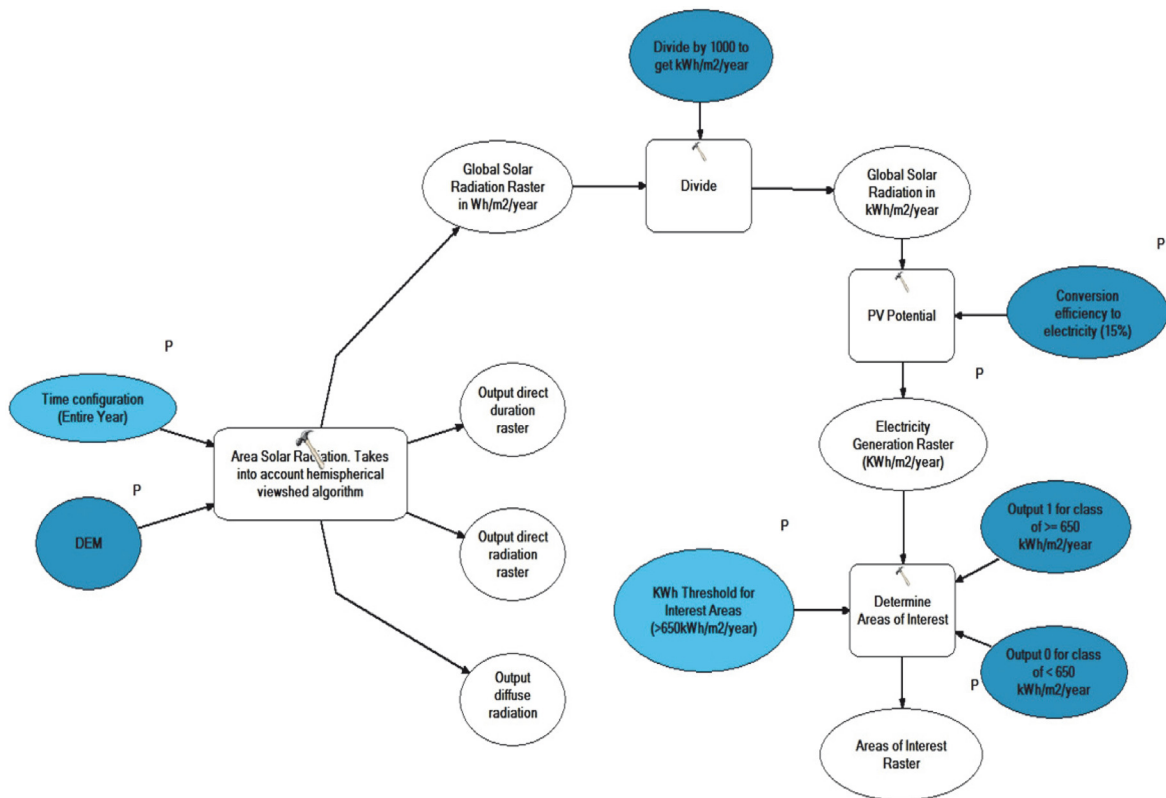 Divide by 1000 to
get kWh/m2/year
Global Solar
Radiation Raster
in Wh/m2/year
Divide
Global Solar
Radiation in
kWh/m2/year
P
PV Potential
Conversion
efficiency to
electricity (15%)
P
P
Time configuration
(Entire Year)
Output direct
duration
raster
Electricity
Generation Raster
(KWh/m2/year)
Area Solar Radiation. Takes
into account hemispherical
viewshed algorithm
P
DEM
Output direct
radiation
raster
P
Output 1 for class
of >= 650
kWh/m2/year
KWh Threshold for
Interest Areas
(>650kWh/m2/year)
Determine
Areas of Interest
Output 0 for class
of < 650
kWh/m2/year
P
Output
diffuse
radiation
Areas of Interest
Raster